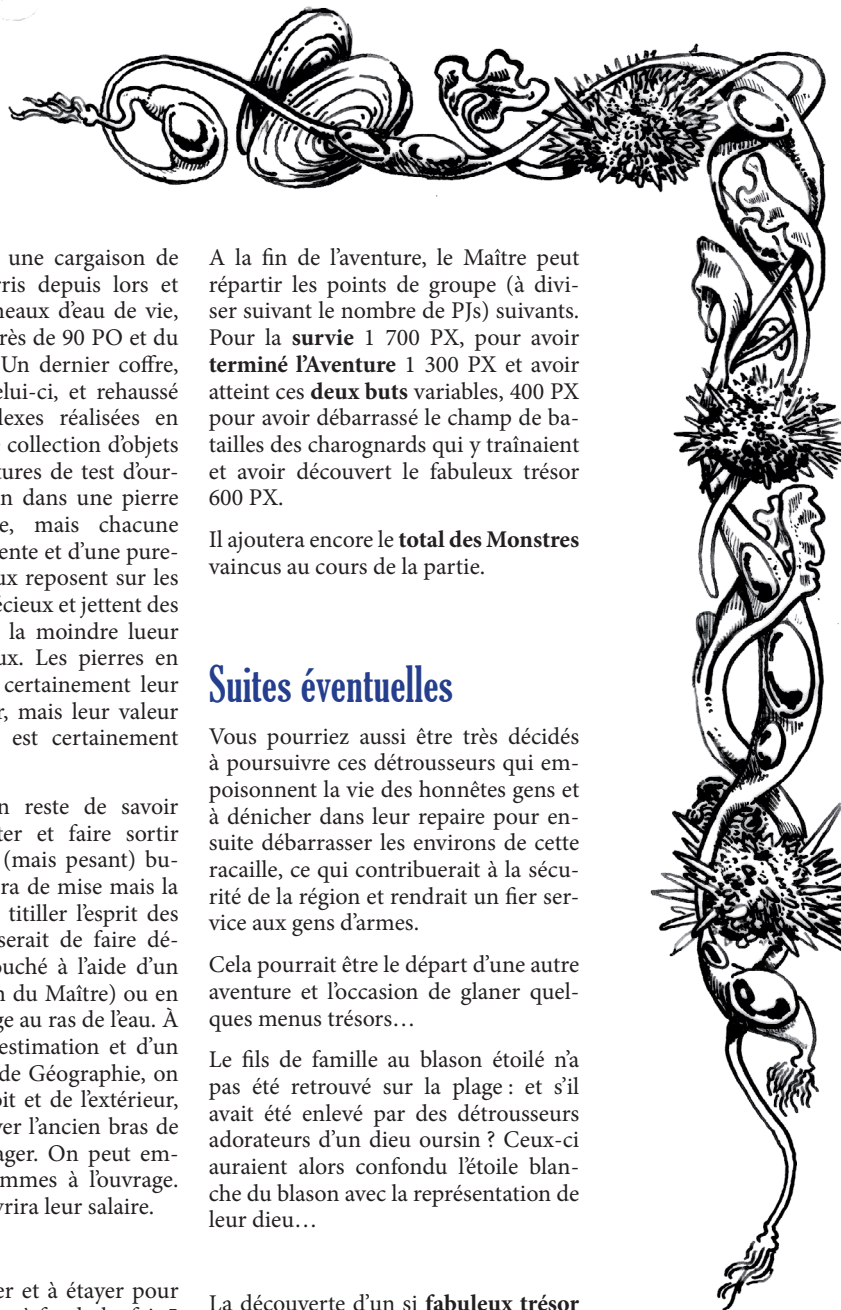 une cargaison de
ris depuis lors et
neaux d'eau de vie,
rès de 90 PO et du
Un dernier coffre,
elui-ci, et rehaussé
lexes réalisées en
collection d'objets
tures de test d'our-
n dans une pierre
e, mais chacune
ente et d'une pure-
ux reposent sur les
écieux et jettent des
la moindre lueur
ux. Les pierres en
certainement leur
r, mais leur valeur
est certainement
n reste de savoir
ter et faire sortir
(mais pesant) bu-
ra de mise mais la
titiller l'esprit des
serait de faire dé-
ouché à l'aide d'un
n du Maître) ou en
ge au ras de l'eau. À
estimation et d'un
de Géographie, on
oit et de l'extérieur,
ver l'ancien bras de
ager. On peut em-
mmes à l'ouvrage.
vrira leur salaire.
er et à étayer pour
A la fin de l'aventure, le Maître peut
répartir les points de groupe (à divi-
ser suivant le nombre de PJs) suivants.
Pour la survie 1 700 PX, pour avoir
terminé l'Aventure 1 300 PX et avoir
atteint ces deux buts variables, 400 PX
pour avoir débarrassé le champ de ba-
tailles des charognards qui y traînaient
et avoir découvert le fabuleux trésor
600 PX.
Il ajoutera encore le total des Monstres
vaincus au cours de la partie.
Suites éventuelles
Vous pourriez aussi être très décidés
à poursuivre ces détrousseurs qui em-
poisonnent la vie des honnêtes gens et
à dénicher dans leur repaire pour en-
suite débarrasser les environs de cette
racaille, ce qui contribuerait à la sécu-
rité de la région et rendrait un fier ser-
vice aux gens d'armes.
Cela pourrait être le départ d'une autre
aventure et l'occasion de glaner quel-
ques menus trésors…
Le fils de famille au blason étoilé n'a
pas été retrouvé sur la plage : et s'il
avait été enlevé par des détrousseurs
adorateurs d'un dieu oursin ? Ceux-ci
auraient alors confondu l'étoile blan-
che du blason avec la représentation de
leur dieu…
La découverte d'un si fabuleux trésor